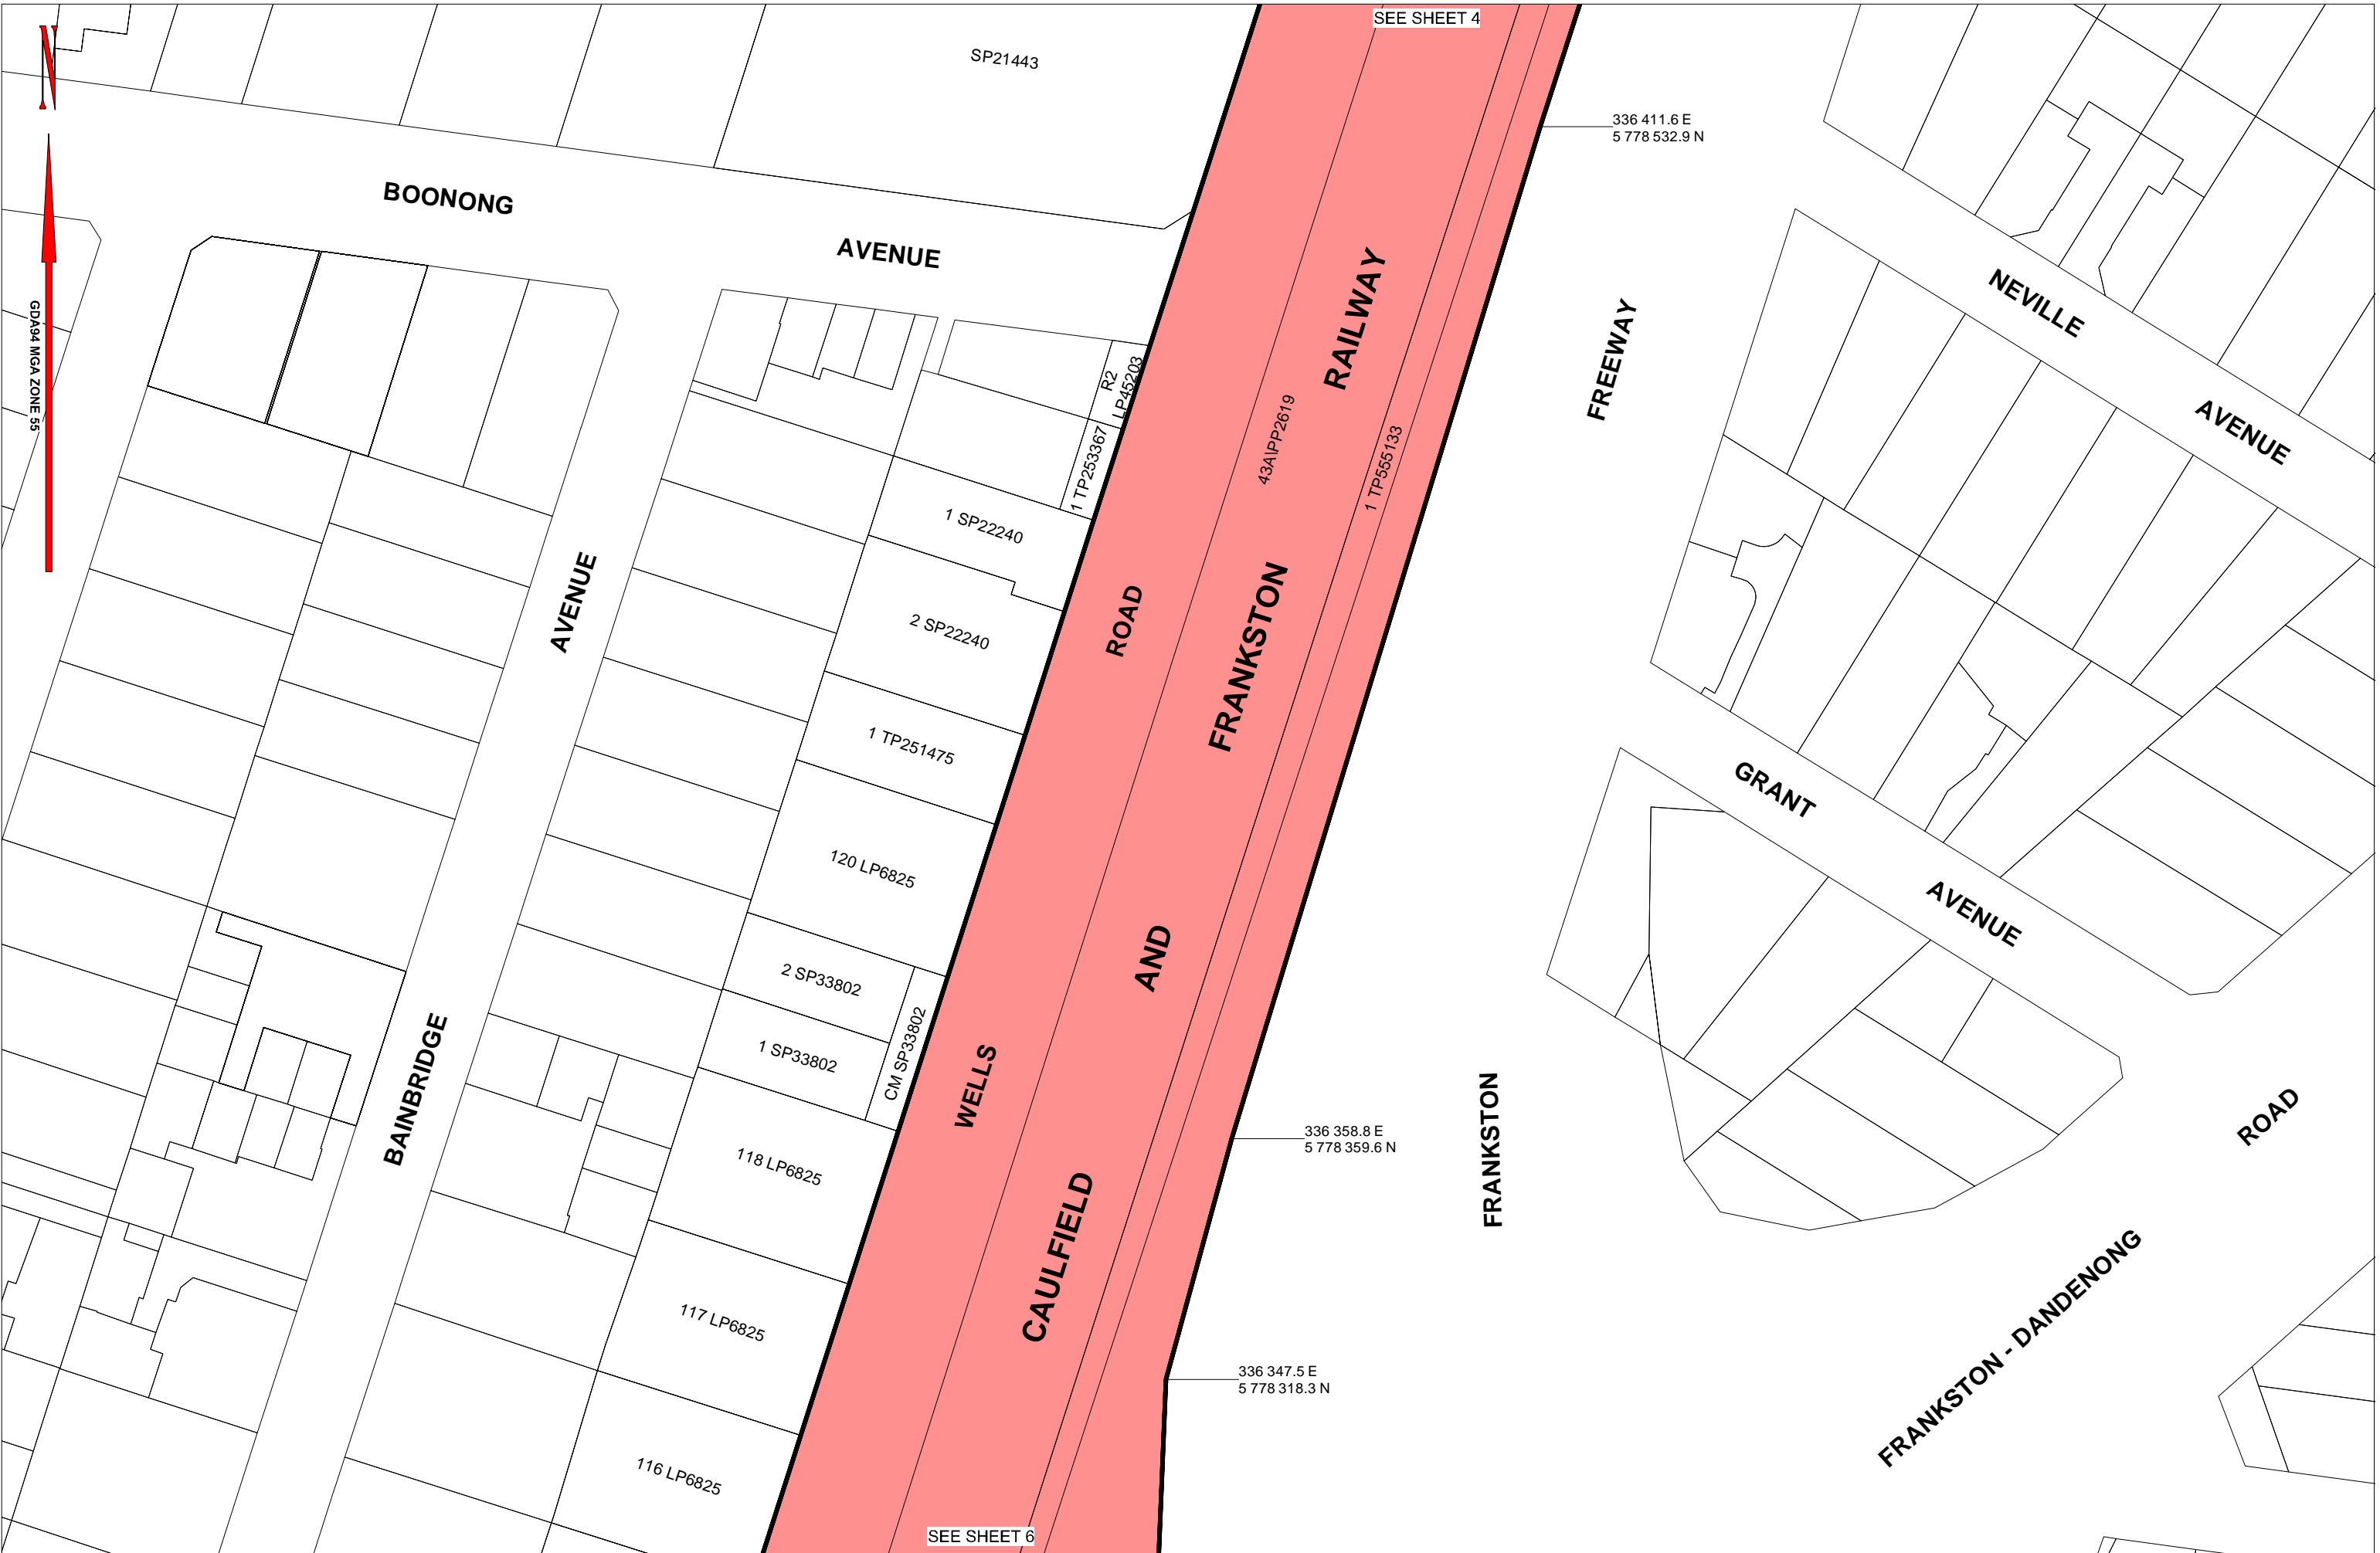 SEE SHEET 4
N
SP21443
336 411.6 E
5 778 532.9 N
BOONONG
AVENUE
GDA94 MGA ZONE 55
NEVILLE
AVENUE
RAILWAY
FREEWAY
R2
LP45203
1 TP253367
43A\PP2619
1 TP555133
1 SP22240
AVENUE
ROAD
FRANKSTON
2 SP22240
1 TP251475
GRANT
AVENUE
120 LP6825
AND
2 SP33802
1 SP33802
CM SP33802
WELLS
BAINBRIDGE
336 358.8 E
5 778 359.6 N
FRANKSTON
ROAD
118 LP6825
CAULFIELD
FRANKSTON - DANDENONG
117 LP6825
336 347.5 E
5 778 318.3 N
116 LP6825
SEE SHEET 6